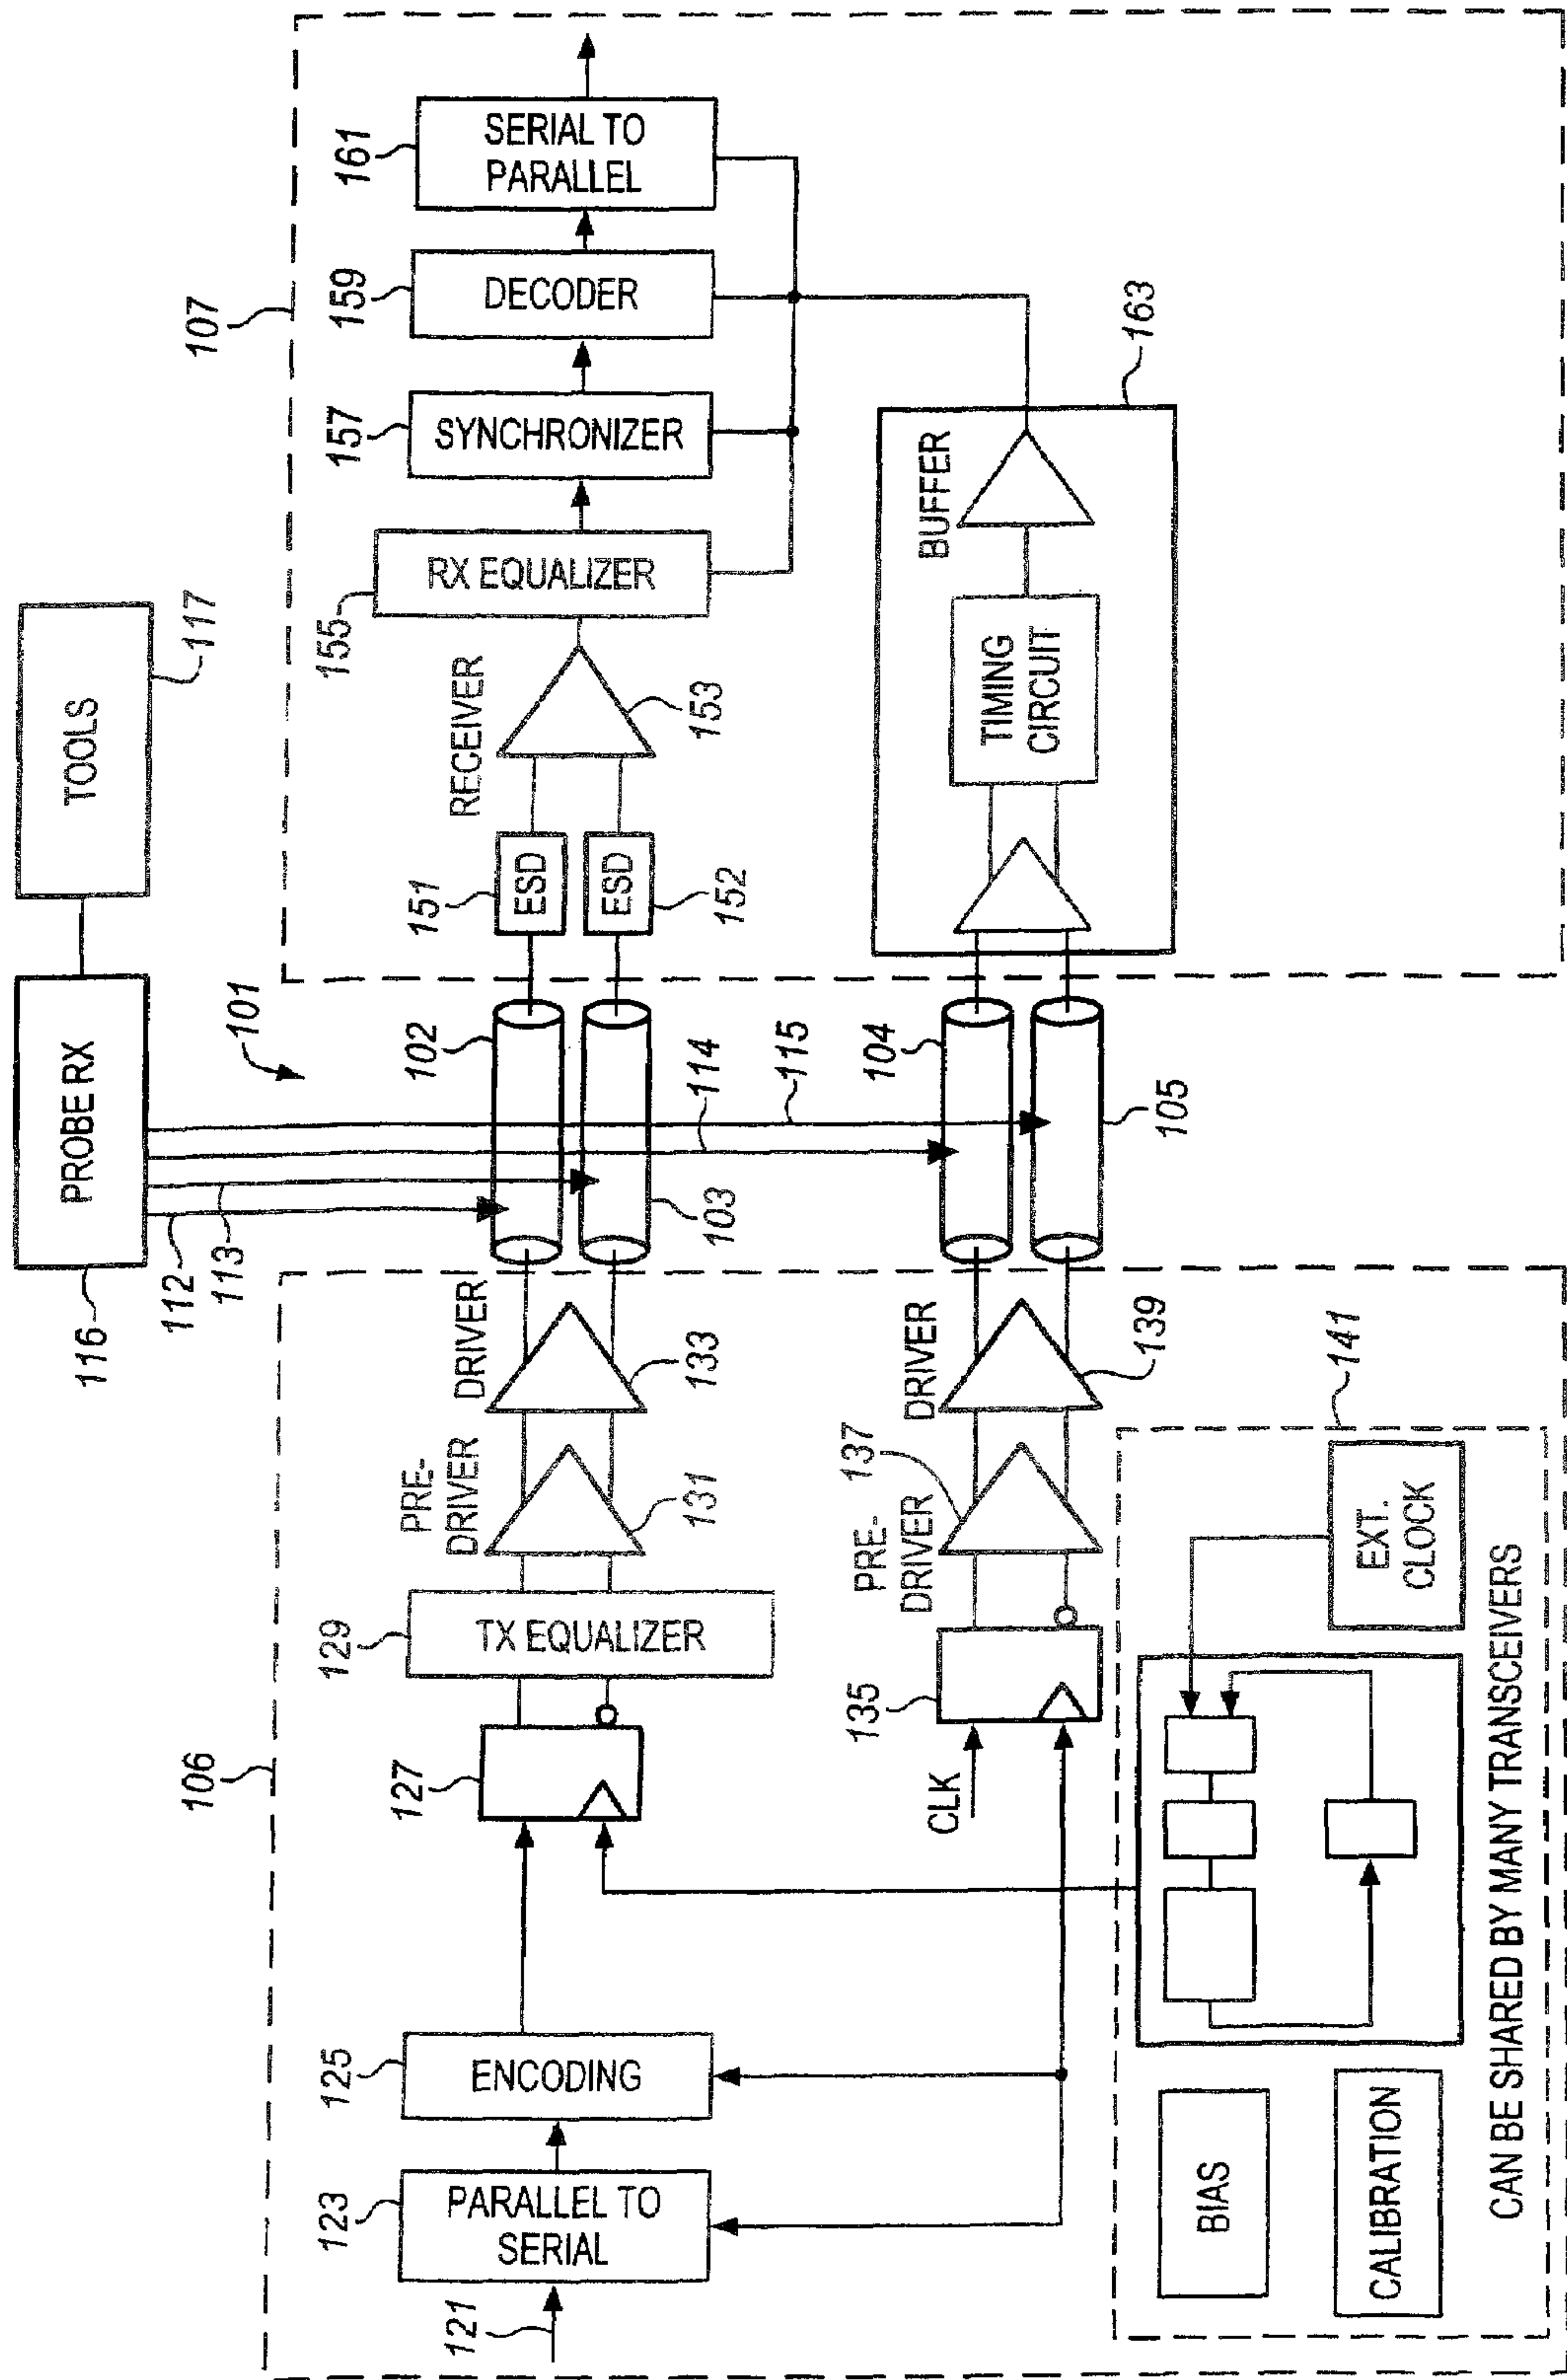 TOOLS
117
PROBE RX
116
101
112
113
114
115
107
106
102
103
104
105
121
123
PARALLEL TO
SERIAL
125
ENCODING
127
129
TX EQUALIZER
PRE-
DRIVER
131
DRIVER
133
151
ESD
ESD
152
RECEIVER
153
155
RX EQUALIZER
157
SYNCHRONIZER
159
DECODER
161
SERIAL TO
PARALLEL
CLK
135
PRE-
DRIVER
137
DRIVER
139
TIMING
CIRCUIT
BUFFER
163
141
BIAS
CALIBRATION
EXT.
CLOCK
CAN BE SHARED BY MANY TRANSCEIVERS